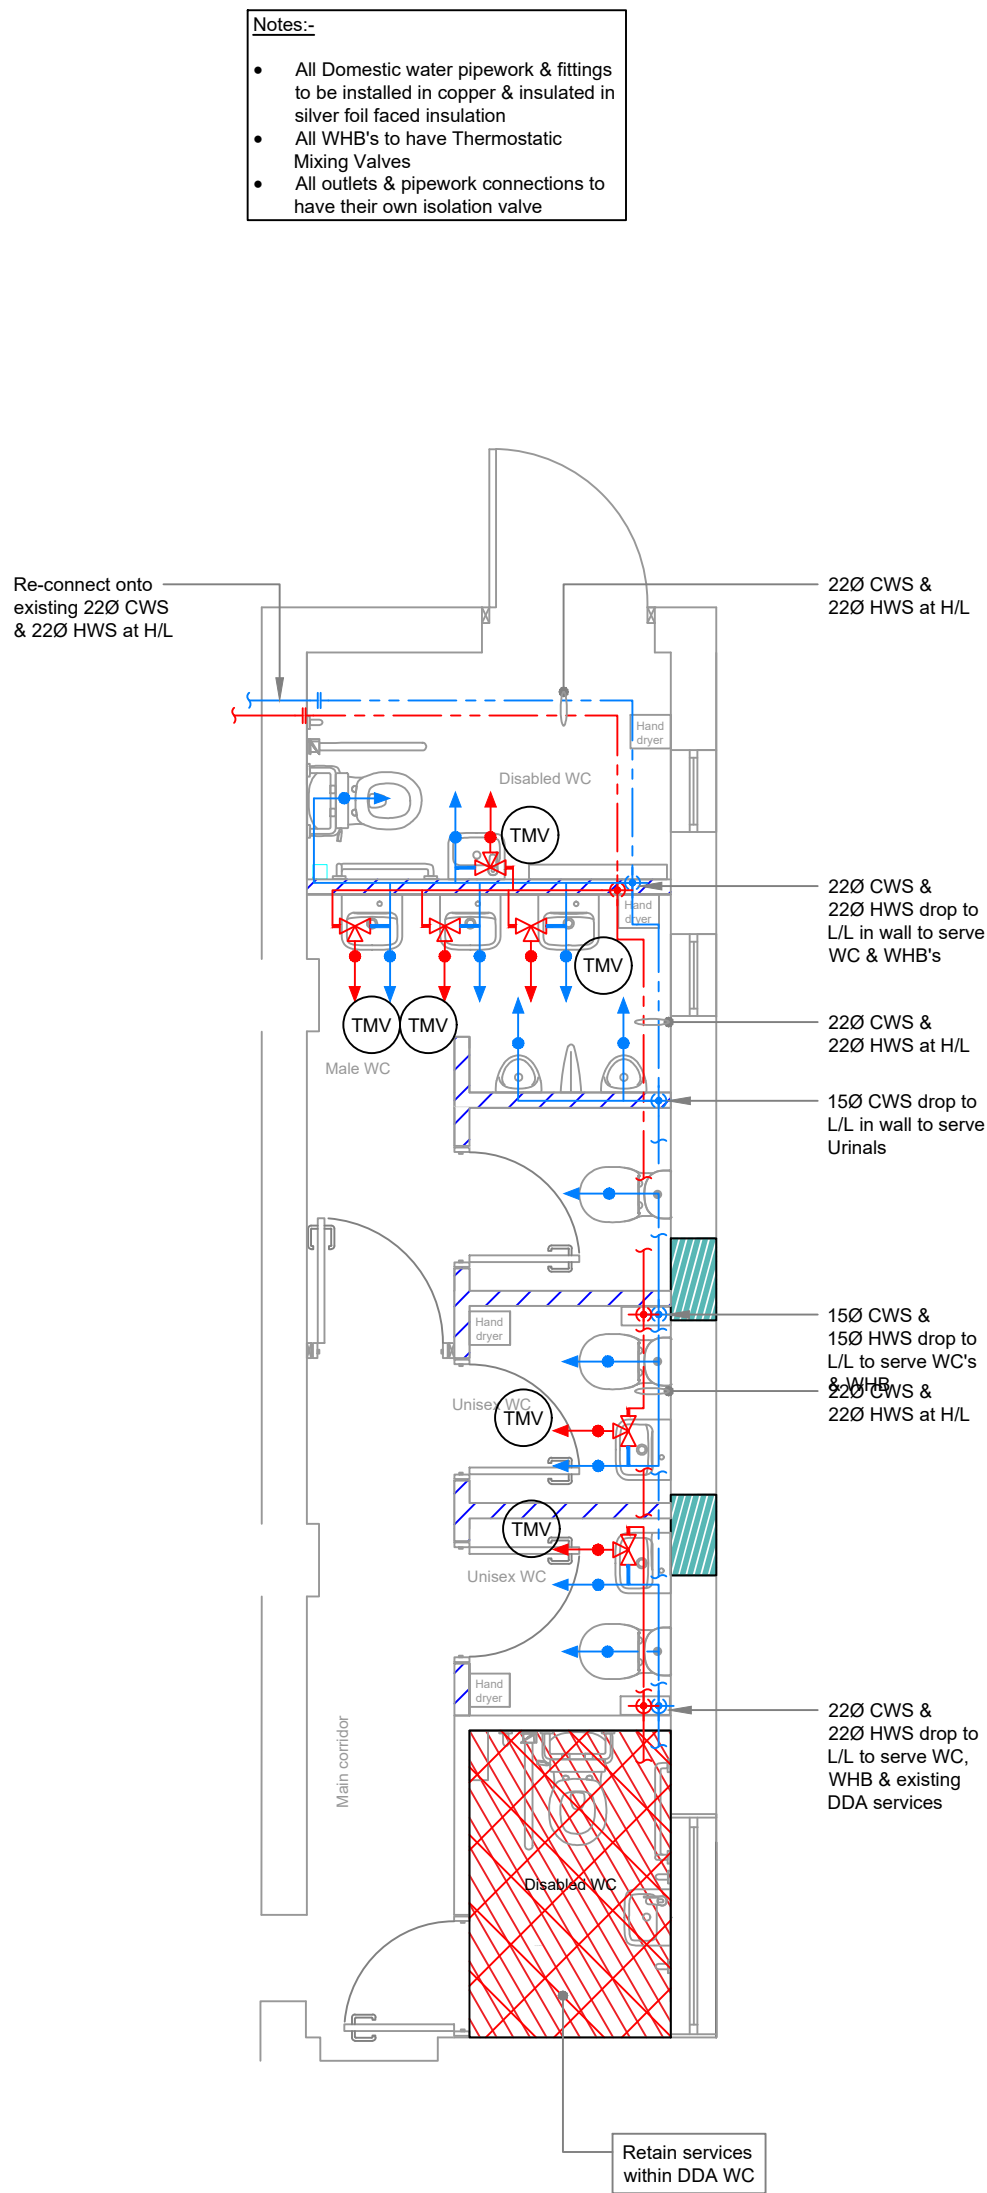 Notes:-
• All Domestic water pipework & fittings
to be installed in copper & insulated in
silver foil faced insulation
• All WHB's to have Thermostatic
Mixing Valves
• All outlets & pipework connections to
have their own isolation valve
Re-connect onto
existing 22Ø CWS
& 22Ø HWS at H/L
22Ø CWS &
22Ø HWS at H/L
Hand
dryer
Disabled WC
TMV
22Ø CWS &
22Ø HWS drop to
L/L in wall to serve
WC & WHB's
Hand
dryer
TMV
TMV
TMV
Male WC
22Ø CWS &
22Ø HWS at H/L
15Ø CWS drop to
L/L in wall to serve
Urinals
15Ø CWS &
15Ø HWS drop to
L/L to serve WC's
& WHB
22Ø CWS &
22Ø HWS at H/L
Hand
dryer
Unisex WC
TMV
TMV
Unisex WC
Hand
dryer
22Ø CWS &
22Ø HWS drop to
L/L to serve WC,
WHB & existing
DDA services
Main corridor
Disabled WC
Retain services
within DDA WC